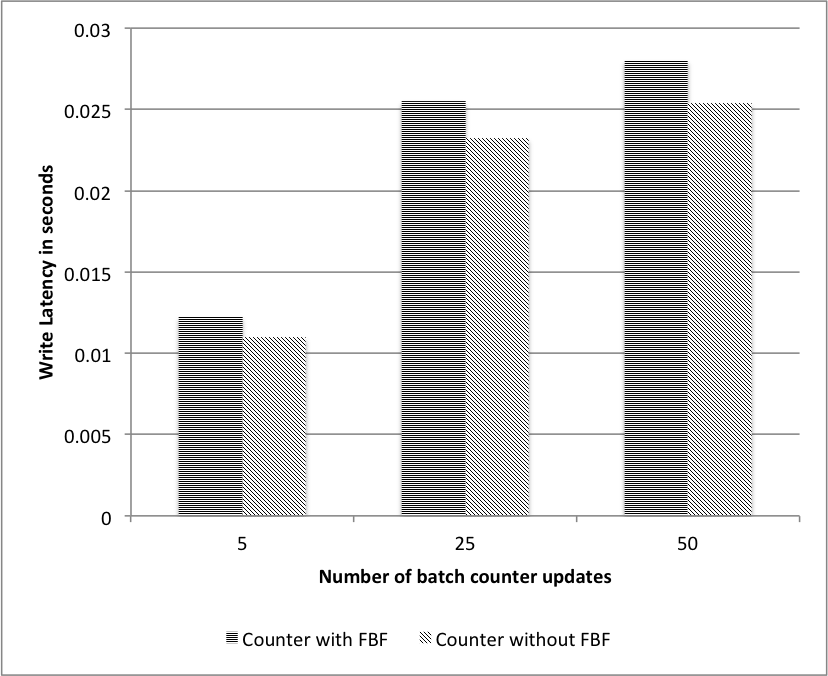 0.03
0.025
0.02
0.015
0.01
0.005
0
Write Latency in seconds
5 25 50
Number of batch counter updates
Counter with FBF Counter without FBF